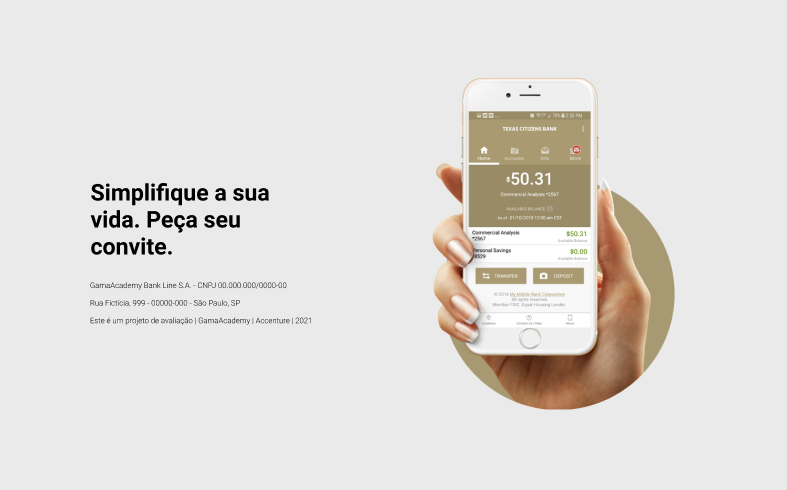 Simplifique a sua
vida. Peça seu
convite.
GamaAcademy Bank Line S.A. - CNPJ 00.000.000/0000-00
Rua Fictícia, 999 - 00000-000 - São Paulo, SP
Este é um projeto de avaliação | GamaAcademy | Accenture | 2021
70% 2:56 PM
TEXAS CITIZENS BANK
Home Accounts Bills More
$50.31
Commercial Analysis *2567
AVAILABLE BALANCE
As of 01/10/2018 10:00 am CDT
Commercial Analysis $50.31
*2567 Available Balance
Personal Savings $0.00
*8529 Available Balance
TRANSFER DEPOSIT
© 2018 My Mobile Bank Corporation
All rights reserved.
Member FDIC. Equal Housing Lender.
Locations Contact Us / Help About